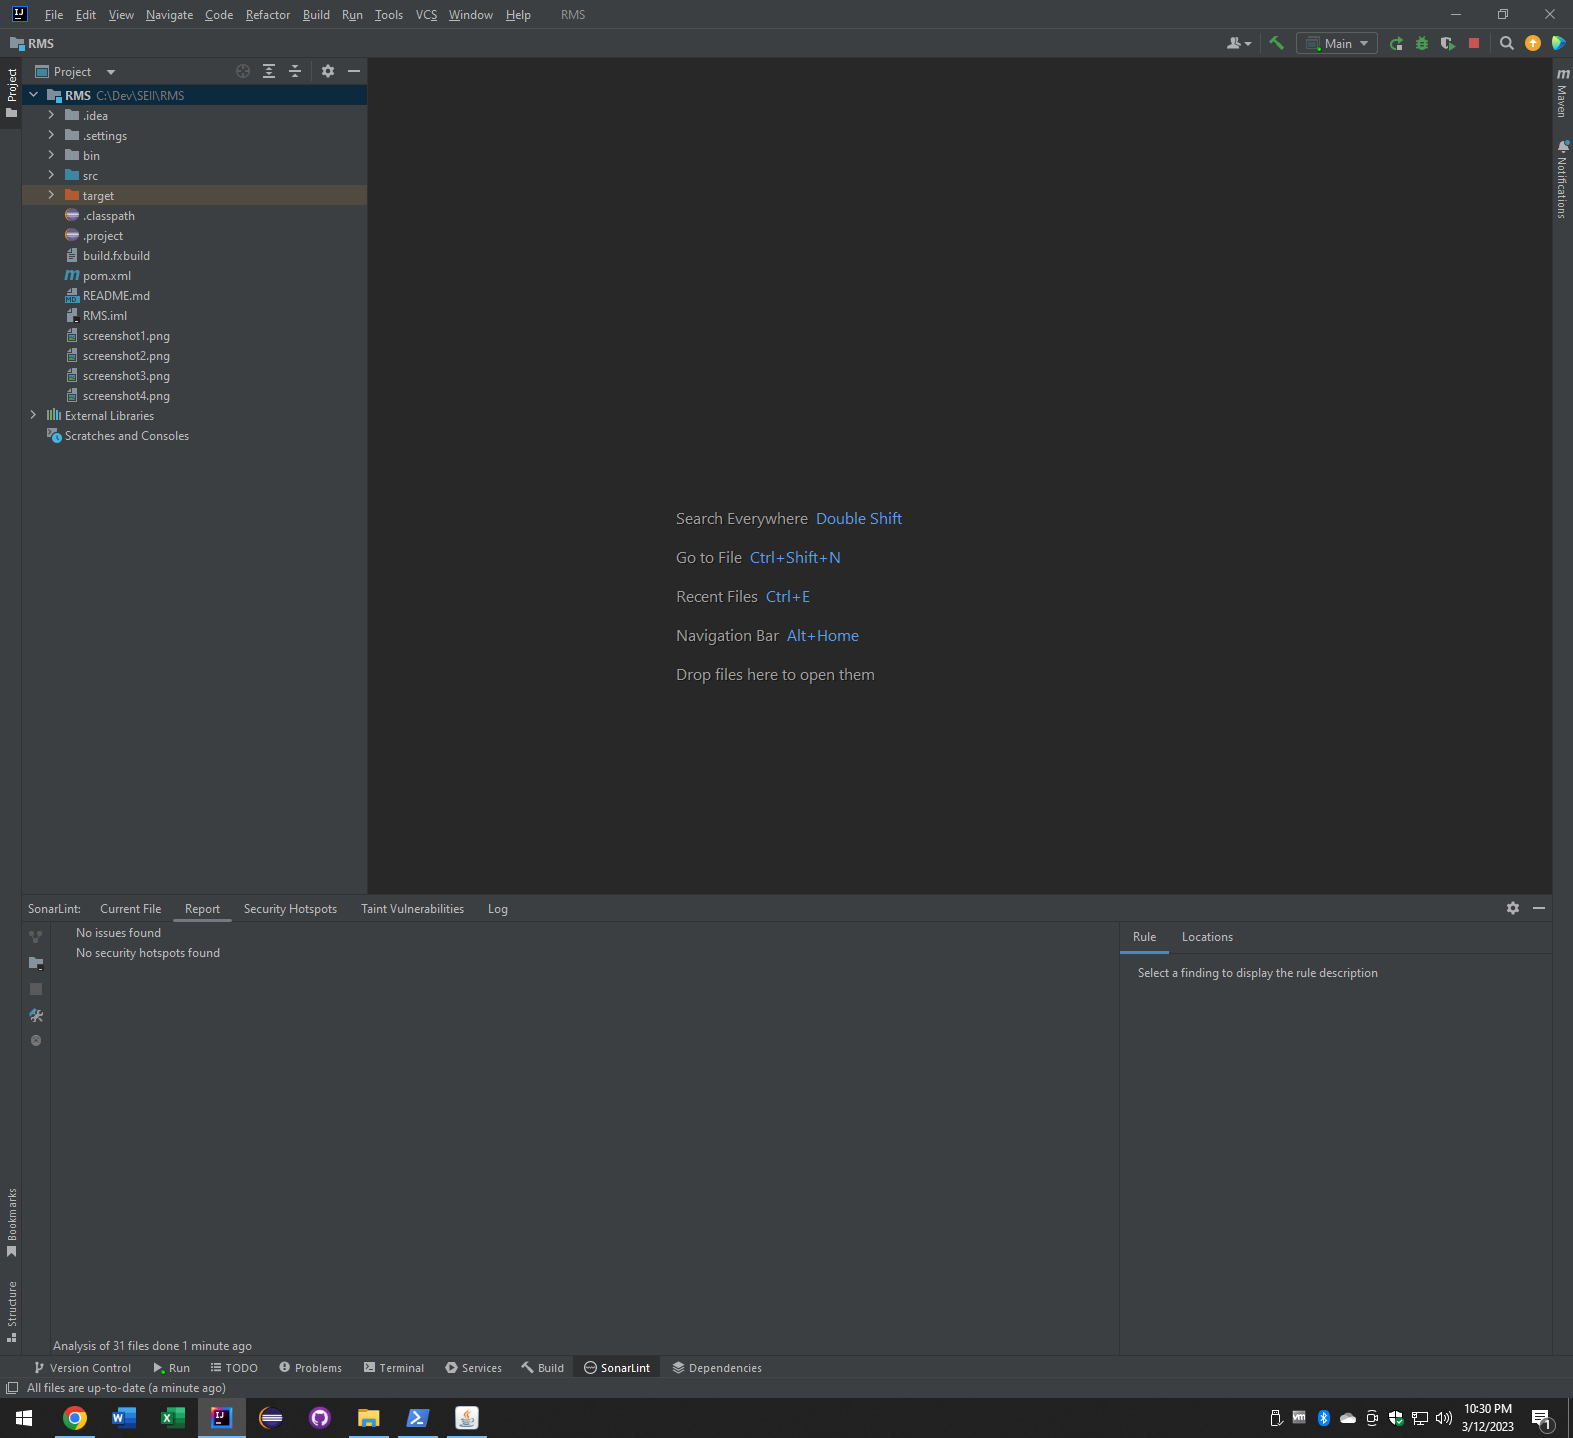 File Edit View Navigate Code Refactor Build Run Tools VCS Window Help RMS
RMS
Main
Project
RMS C:\Dev\SEII\RMS
.idea
.settings
bin
src
target
.classpath
.project
build.fxbuild
pom.xml
README.md
RMS.iml
screenshot1.png
screenshot2.png
screenshot3.png
screenshot4.png
External Libraries
Scratches and Consoles
Project
Bookmarks
Structure
Maven
Notifications
Search Everywhere Double Shift
Go to File Ctrl+Shift+N
Recent Files Ctrl+E
Navigation Bar Alt+Home
Drop files here to open them
SonarLint: Current File Report Security Hotspots Taint Vulnerabilities Log
No issues found
No security hotspots found
Rule Locations
Select a finding to display the rule description
Analysis of 31 files done 1 minute ago
Version Control Run TODO Problems Terminal Services Build SonarLint Dependencies
All files are up-to-date (a minute ago)
10:30 PM
3/12/2023
1